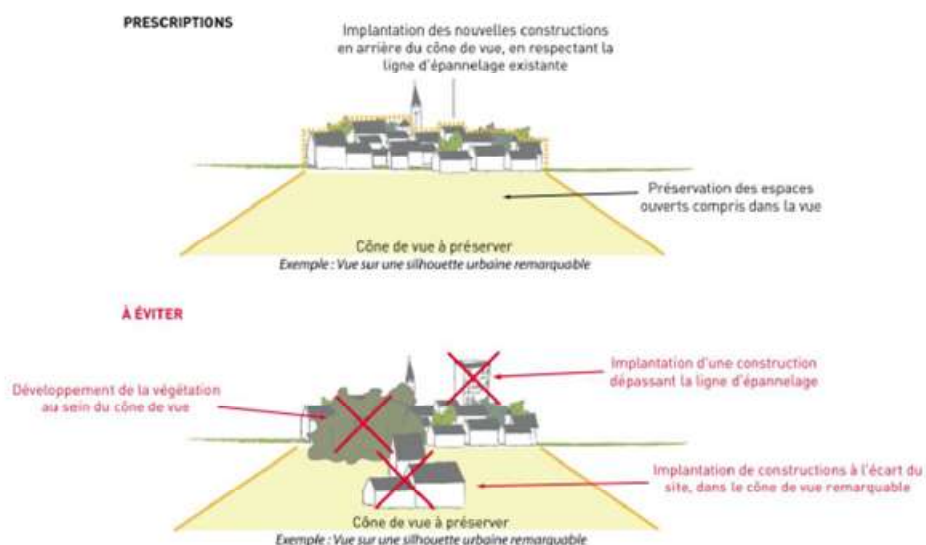 PRESCRIPTIONS
Implantation des nouvelles constructions
en arrière du cône de vue, en respectant la
ligne d'épannelage existante
Préservation des espaces
ouverts compris dans la vue
Cône de vue à préserver
Exemple : Vue sur une silhouette urbaine remarquable
À ÉVITER
Implantation d'une construction
dépassant la ligne d'épannelage
Développement de la végétation
au sein du cône de vue
Implantation de constructions à l'écart du
site, dans le cône de vue remarquable
Cône de vue à préserver
Exemple : Vue sur une silhouette urbaine remarquable